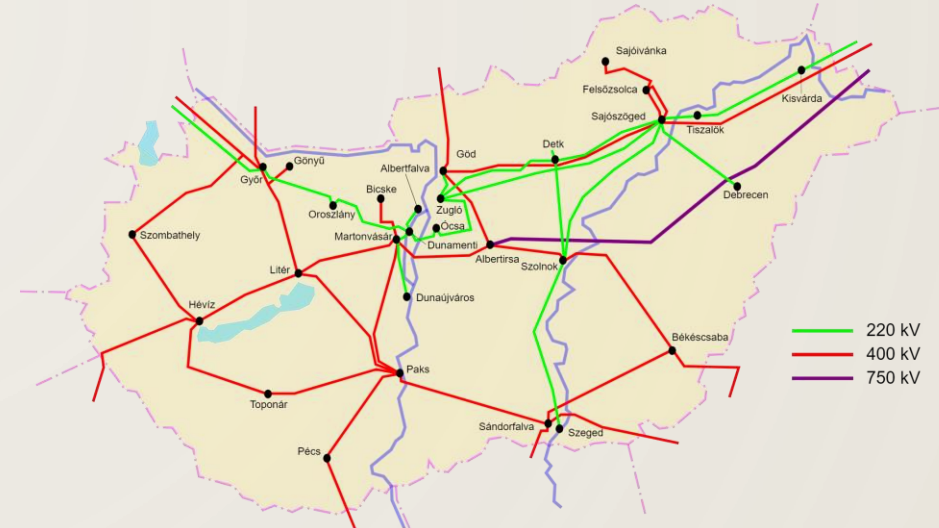 Sajóivánka
Felsőzsolca
Sajószöged
Tiszalök
Kisvárda
Detk
Göd
Gönyű
Albertfalva
Győr
Bicske
Debrecen
Zugló
Oroszlány
Ócsa
Martonvásár
Szombathely
Dunamenti
Albertirsa
Szolnok
Litér
Dunaújváros
Hévíz
220 kV
Békéscsaba
400 kV
Paks
750 kV
Toponár
Sándorfalva
Szeged
Pécs